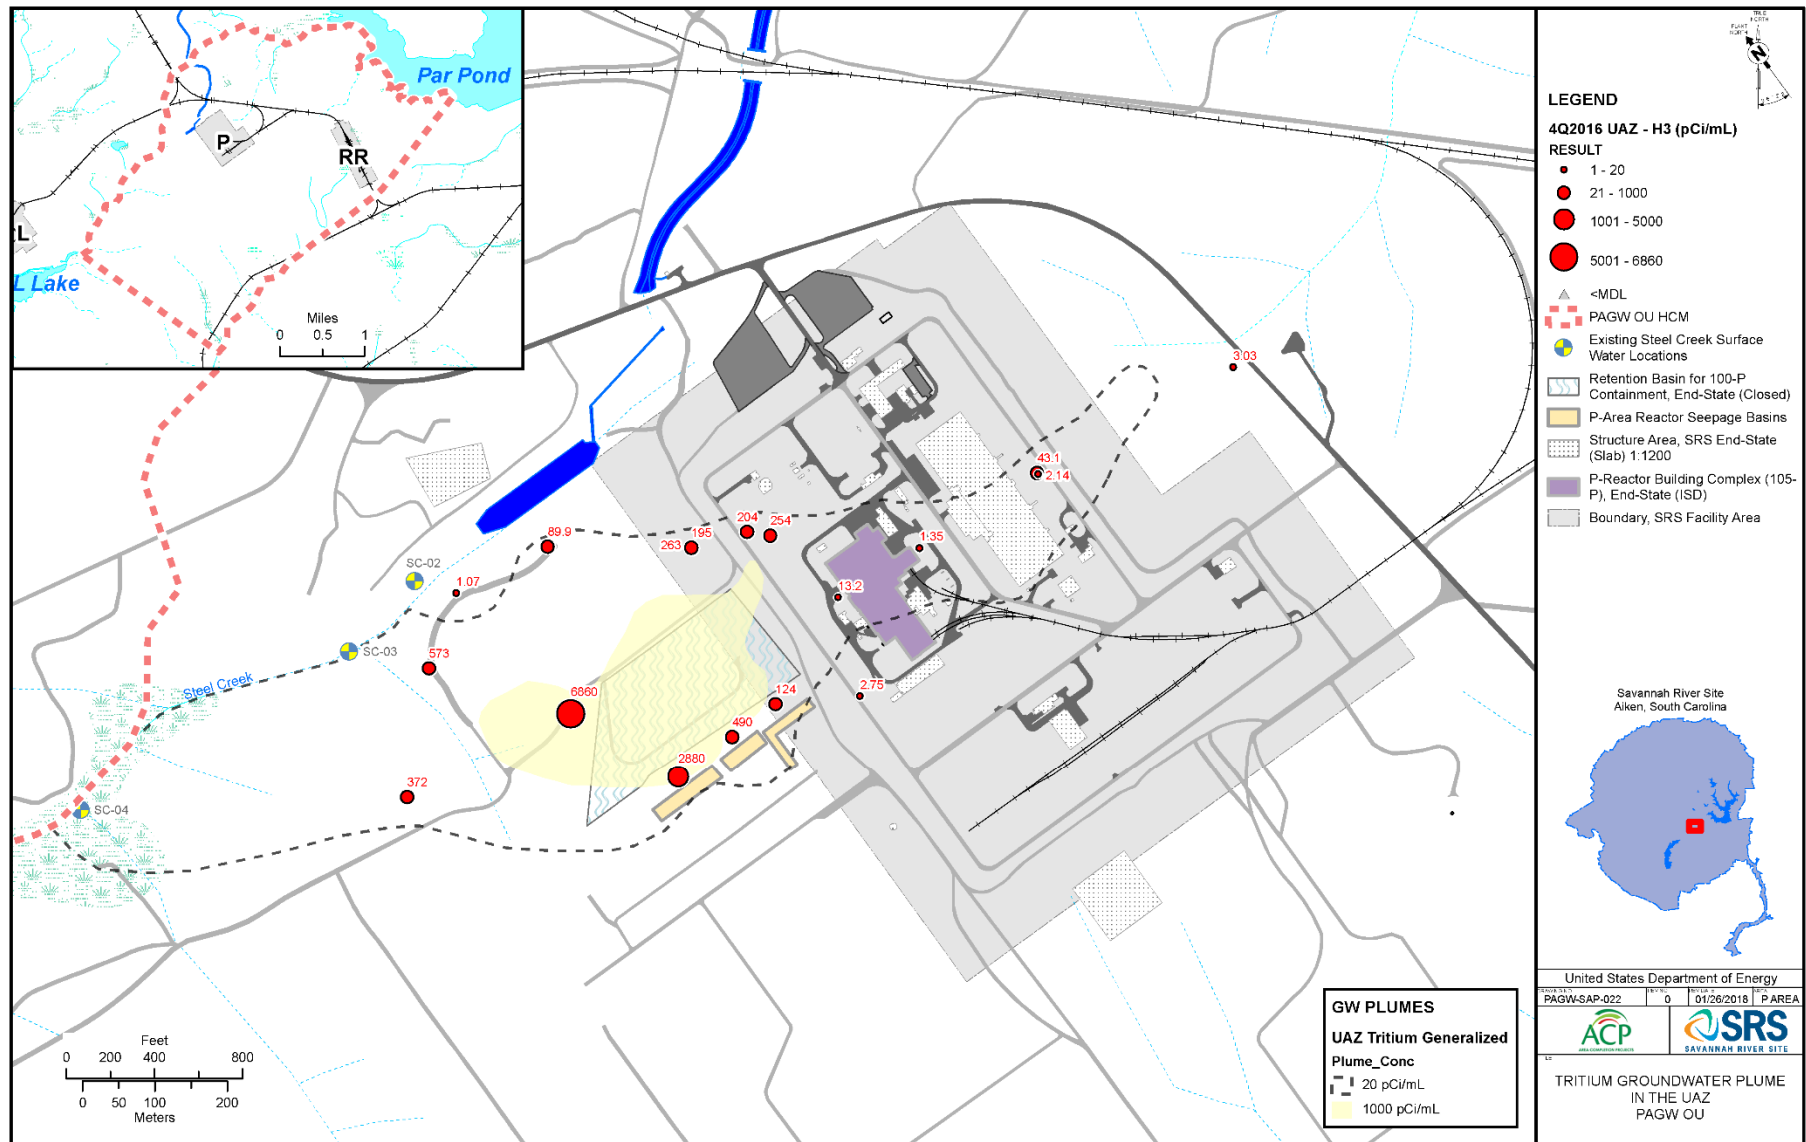 Par Pond
P
RR
L
L Lake
Miles
0 0.5 1
3.03
43.1
2.14
204
254
195
263
89.9
1.35
SC-02
1.07
13.2
SC-03
573
Steel Creek
2.75
6860
124
490
2880
372
SC-04
Feet
0 200 400 800
0 50 100 200
Meters
GW PLUMES
UAZ Tritium Generalized
Plume_Conc
20 pCi/mL
1000 pCi/mL
TRUE
NORTH
PLANT
NORTH
N
LEGEND
4Q2016 UAZ - H3 (pCi/mL)
RESULT
1 - 20
21 - 1000
1001 - 5000
5001 - 6860
<MDL
PAGW OU HCM
Existing Steel Creek Surface
Water Locations
Retention Basin for 100-P
Containment, End-State (Closed)
P-Area Reactor Seepage Basins
Structure Area, SRS End-State
(Slab) 1:1200
P-Reactor Building Complex (105-
P), End-State (ISD)
Boundary, SRS Facility Area
Savannah River Site
Aiken, South Carolina
United States Department of Energy
PAGW-SAP-022 0 01/26/2018 P AREA
ACP
AREA COMPLETION PROJECTS
SRS
SAVANNAH RIVER SITE
TRITIUM GROUNDWATER PLUME
IN THE UAZ
PAGW OU